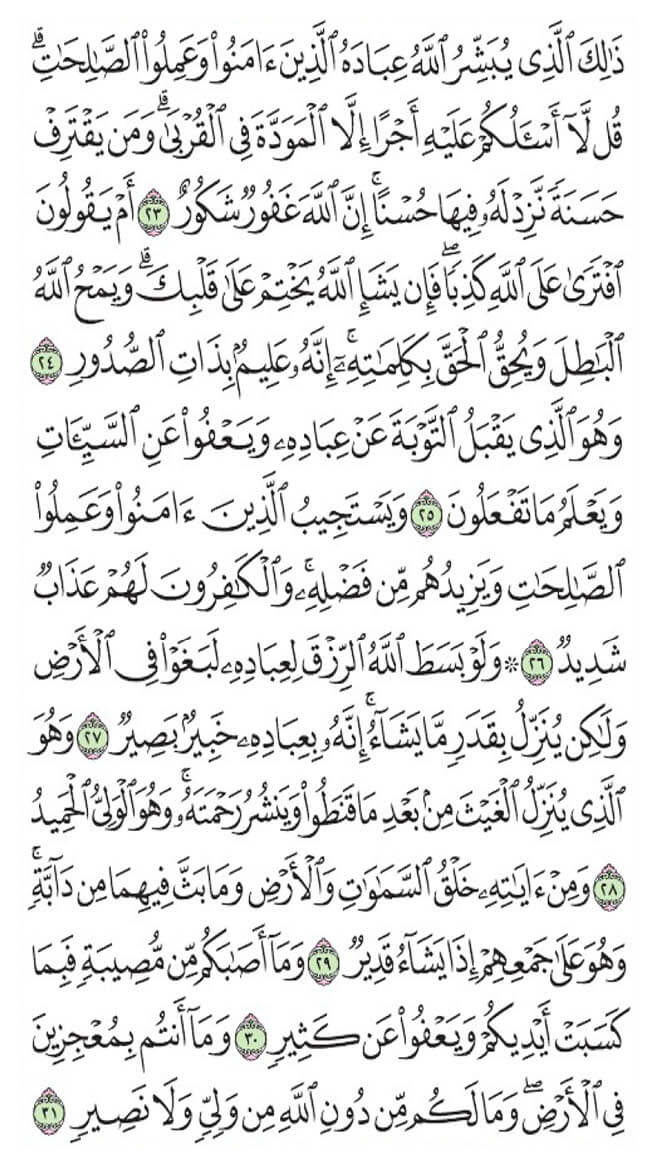 ذَٰلِكَ ٱلَّذِى يُبَشِّرُ ٱللَّهُ عِبَادَهُ ٱلَّذِينَ ءَامَنُوا۟ وَعَمِلُوا۟ ٱلصَّٰلِحَٰتِۗ
قُل لَّآ أَسْـَٔلُكُمْ عَلَيْهِ أَجْرًا إِلَّا ٱلْمَوَدَّةَ فِى ٱلْقُرْبَىٰۗ وَمَن يَقْتَرِفْ
حَسَنَةً نَّزِدْ لَهُۥ فِيهَا حُسْنًاۚ إِنَّ ٱللَّهَ غَفُورٌ شَكُورٌ ٢٣ أَمْ يَقُولُونَ
ٱفْتَرَىٰ عَلَى ٱللَّهِ كَذِبًاۖ فَإِن يَشَإِ ٱللَّهُ يَخْتِمْ عَلَىٰ قَلْبِكَۗ وَيَمْحُ ٱللَّهُ
ٱلْبَٰطِلَ وَيُحِقُّ ٱلْحَقَّ بِكَلِمَٰتِهِۦٓۚ إِنَّهُۥ عَلِيمٌۢ بِذَاتِ ٱلصُّدُورِ ٢٤
وَهُوَ ٱلَّذِى يَقْبَلُ ٱلتَّوْبَةَ عَنْ عِبَادِهِۦ وَيَعْفُوا۟ عَنِ ٱلسَّيِّـَٔاتِ
وَيَعْلَمُ مَا تَفْعَلُونَ ٢٥ وَيَسْتَجِيبُ ٱلَّذِينَ ءَامَنُوا۟ وَعَمِلُوا۟
ٱلصَّٰلِحَٰتِ وَيَزِيدُهُم مِّن فَضْلِهِۦۚ وَٱلْكَٰفِرُونَ لَهُمْ عَذَابٌ
شَدِيدٌ ٢٦ ۞ وَلَوْ بَسَطَ ٱللَّهُ ٱلرِّزْقَ لِعِبَادِهِۦ لَبَغَوْا۟ فِى ٱلْأَرْضِ
وَلَٰكِن يُنَزِّلُ بِقَدَرٍ مَّا يَشَآءُۚ إِنَّهُۥ بِعِبَادِهِۦ خَبِيرٌۢ بَصِيرٌ ٢٧ وَهُوَ
ٱلَّذِى يُنَزِّلُ ٱلْغَيْثَ مِنۢ بَعْدِ مَا قَنَطُوا۟ وَيَنشُرُ رَحْمَتَهُۥۚ وَهُوَ ٱلْوَلِىُّ ٱلْحَمِيدُ
٢٨ وَمِنْ ءَايَٰتِهِۦ خَلْقُ ٱلسَّمَٰوَٰتِ وَٱلْأَرْضِ وَمَا بَثَّ فِيهِمَا مِن دَآبَّةٍۚ
وَهُوَ عَلَىٰ جَمْعِهِمْ إِذَا يَشَآءُ قَدِيرٌ ٢٩ وَمَآ أَصَٰبَكُم مِّن مُّصِيبَةٍ فَبِمَا
كَسَبَتْ أَيْدِيكُمْ وَيَعْفُوا۟ عَن كَثِيرٍ ٣٠ وَمَآ أَنتُم بِمُعْجِزِينَ
فِى ٱلْأَرْضِۖ وَمَا لَكُم مِّن دُونِ ٱللَّهِ مِن وَلِىٍّ وَلَا نَصِيرٍ ٣١